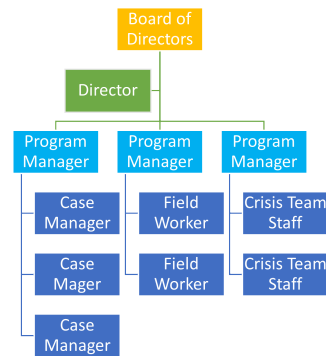 Board of
Directors
Director
Program
Manager
Program
Manager
Program
Manager
Case
Manager
Field
Worker
Crisis Team
Staff
Case
Mager
Field
Worker
Crisis Team
Staff
Case
Manager